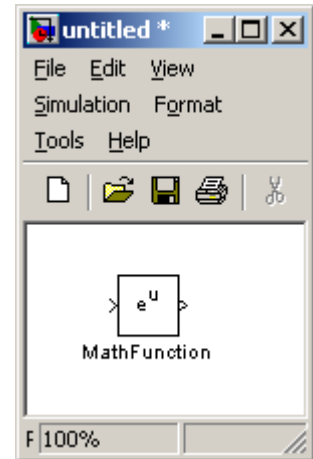 untitled *
File Edit View
Simulation Format
Tools Help
e^u
MathFunction
F 100%